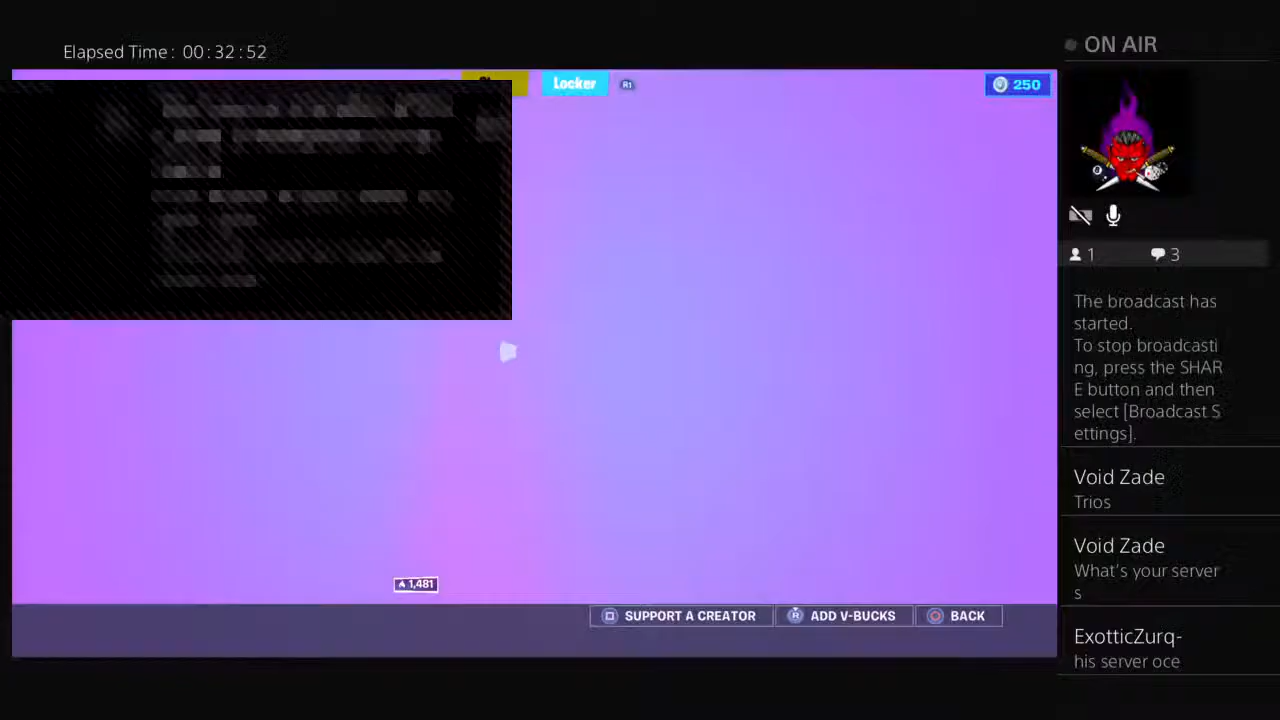 Elapsed Time: 00:32:52
ON AIR
Locker R1
250
1 3
The broadcast has
started.
To stop broadcasti
ng, press the SHAR
E button and then
select [Broadcast S
ettings].
Void Zade
Trios
Void Zade
What's your server
s
ExotticZurq-
his server oce
1,481
SUPPORT A CREATOR R ADD V-BUCKS BACK